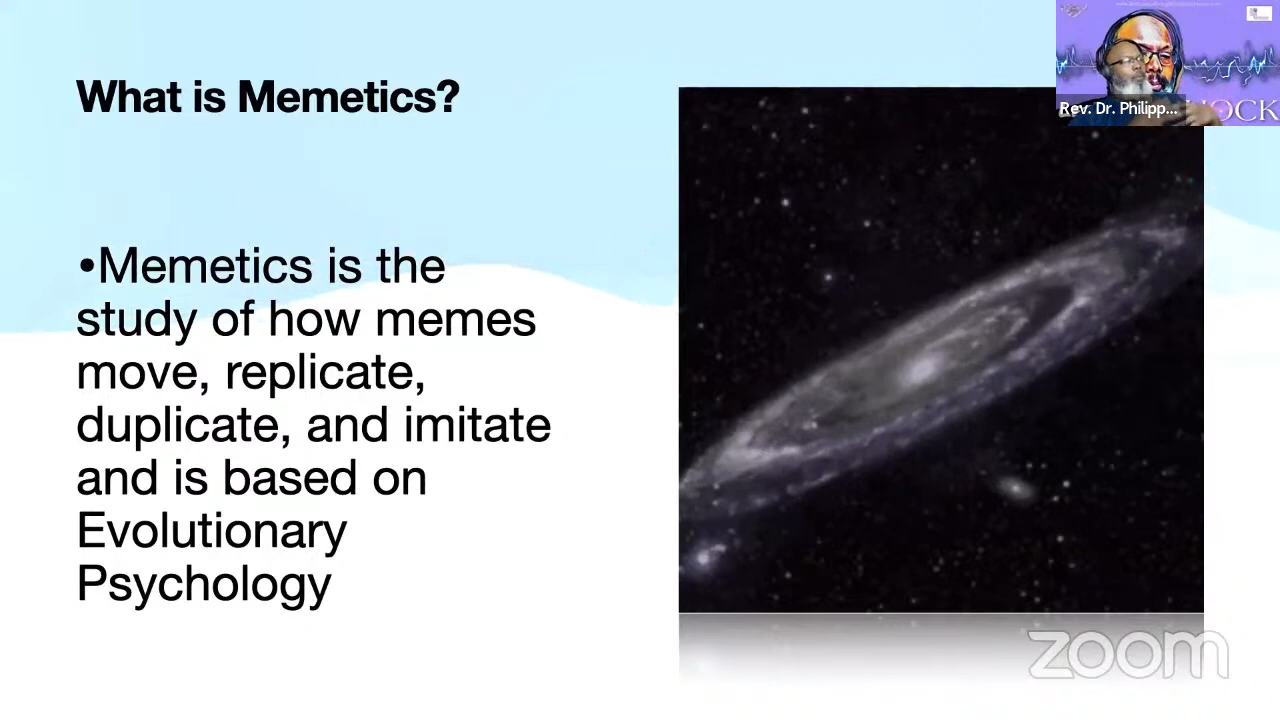 What is Memetics?
Rev. Dr. Philipp...
OCK
•Memetics is the
study of how memes
move, replicate,
duplicate, and imitate
and is based on
Evolutionary
Psychology
zoom